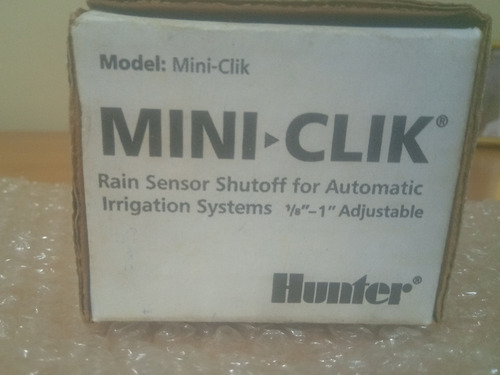 Model: Mini-Clik
MINI▸CLIK®
Rain Sensor Shutoff for Automatic
Irrigation Systems ⅛"–1" Adjustable
Hunter®